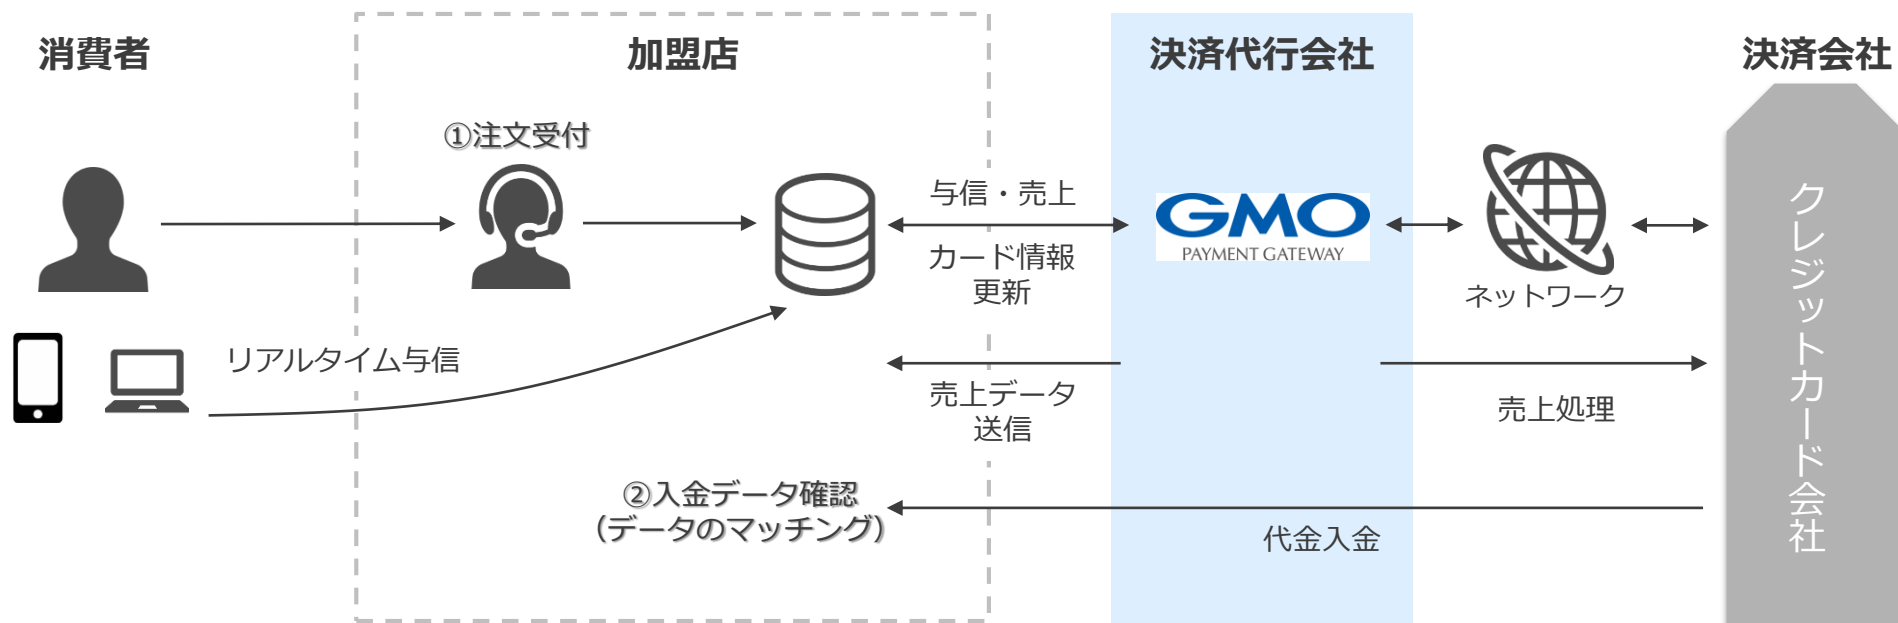 消費者
加盟店
決済代行会社
決済会社
①注文受付
与信・売上
GMO
PAYMENT GATEWAY
カード情報
更新
ネットワーク
クレジットカード会社
リアルタイム与信
売上データ
送信
売上処理
②入金データ確認
（データのマッチング）
代金入金